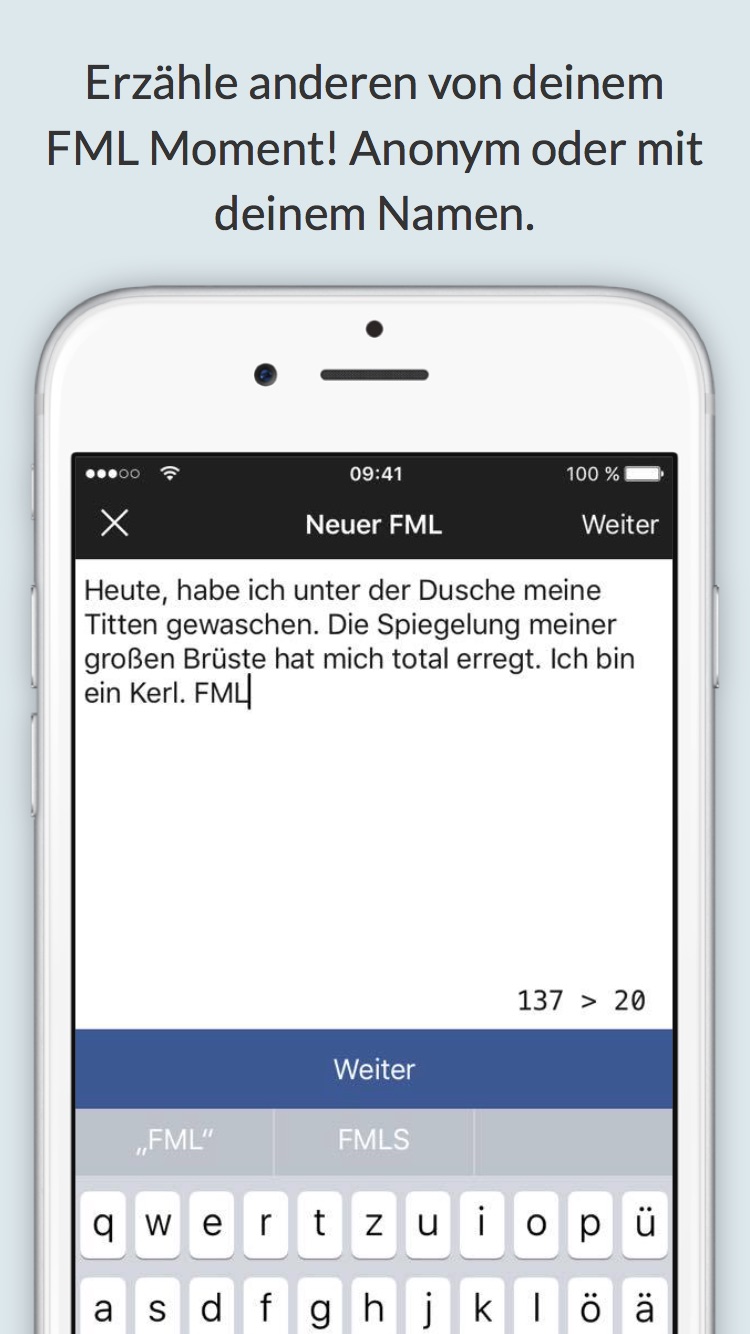 Erzähle anderen von deinem
FML Moment! Anonym oder mit
deinem Namen.
09:41
100 %
Neuer FML
Weiter
Heute, habe ich unter der Dusche meine
Titten gewaschen. Die Spiegelung meiner
großen Brüste hat mich total erregt. Ich bin
ein Kerl. FML
137 > 20
Weiter
„FML“
FMLS
q w e r t z u i o p ü
a s d f g h j k l ö ä